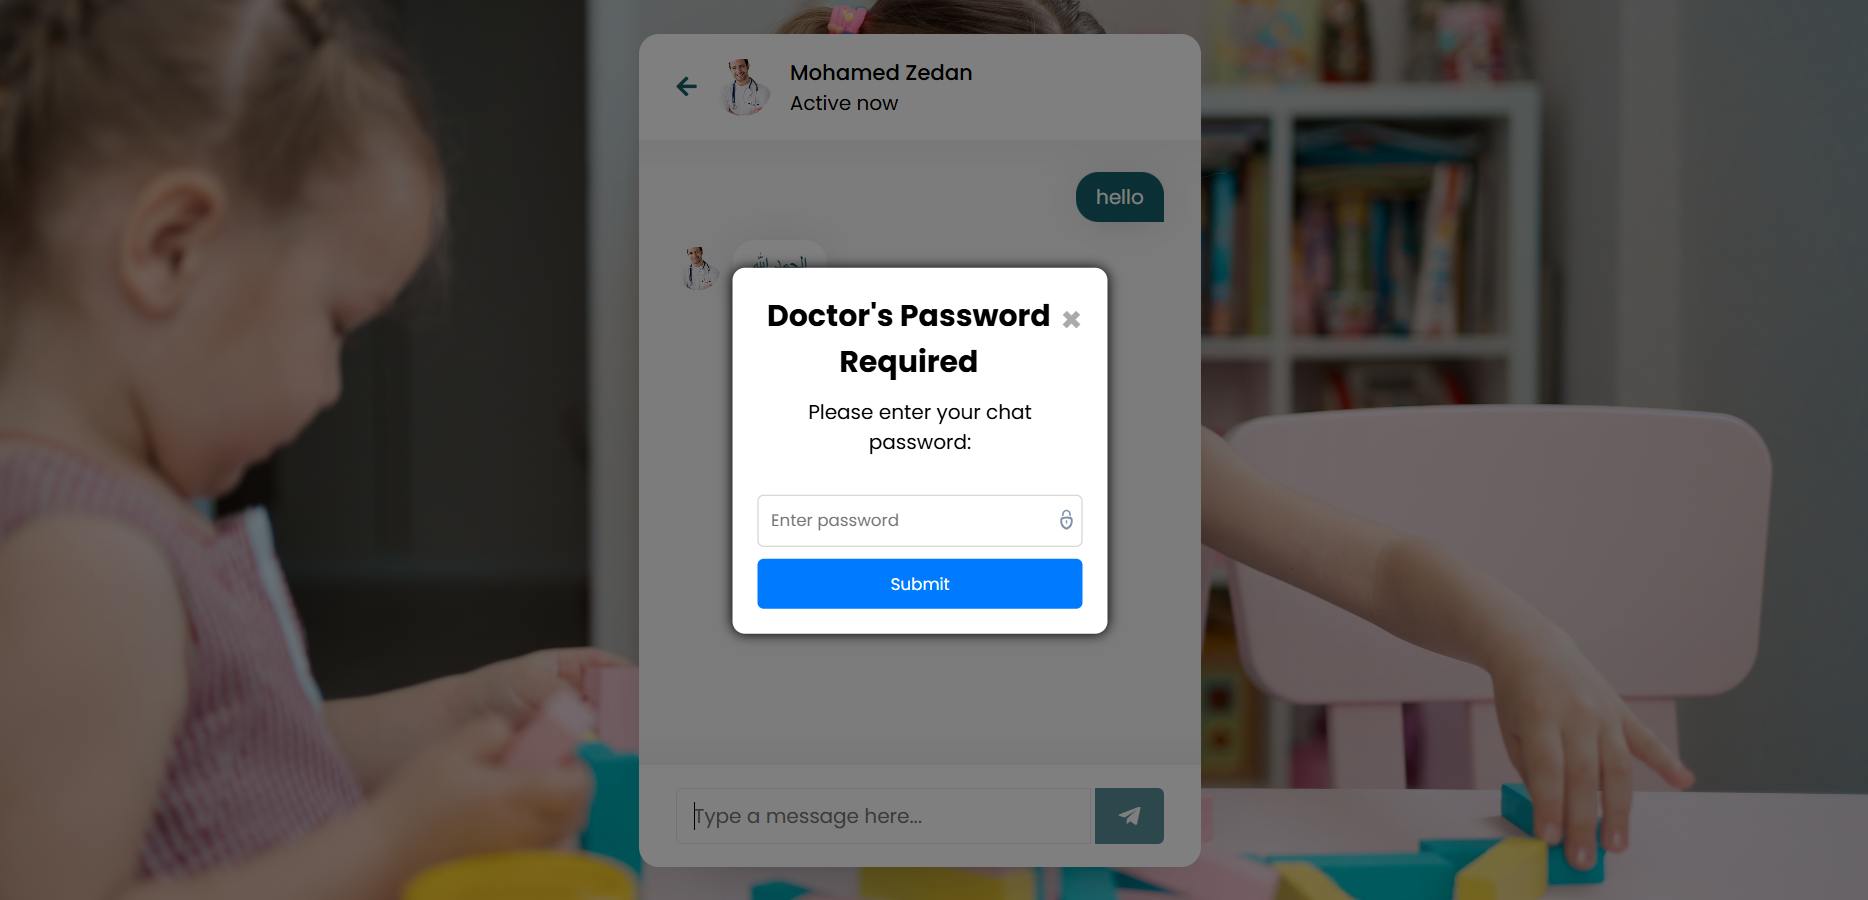 Mohamed Zedan
Active now
hello
Doctor's Password
Required
Please enter your chat
password:
Enter password
Submit
Type a message here...